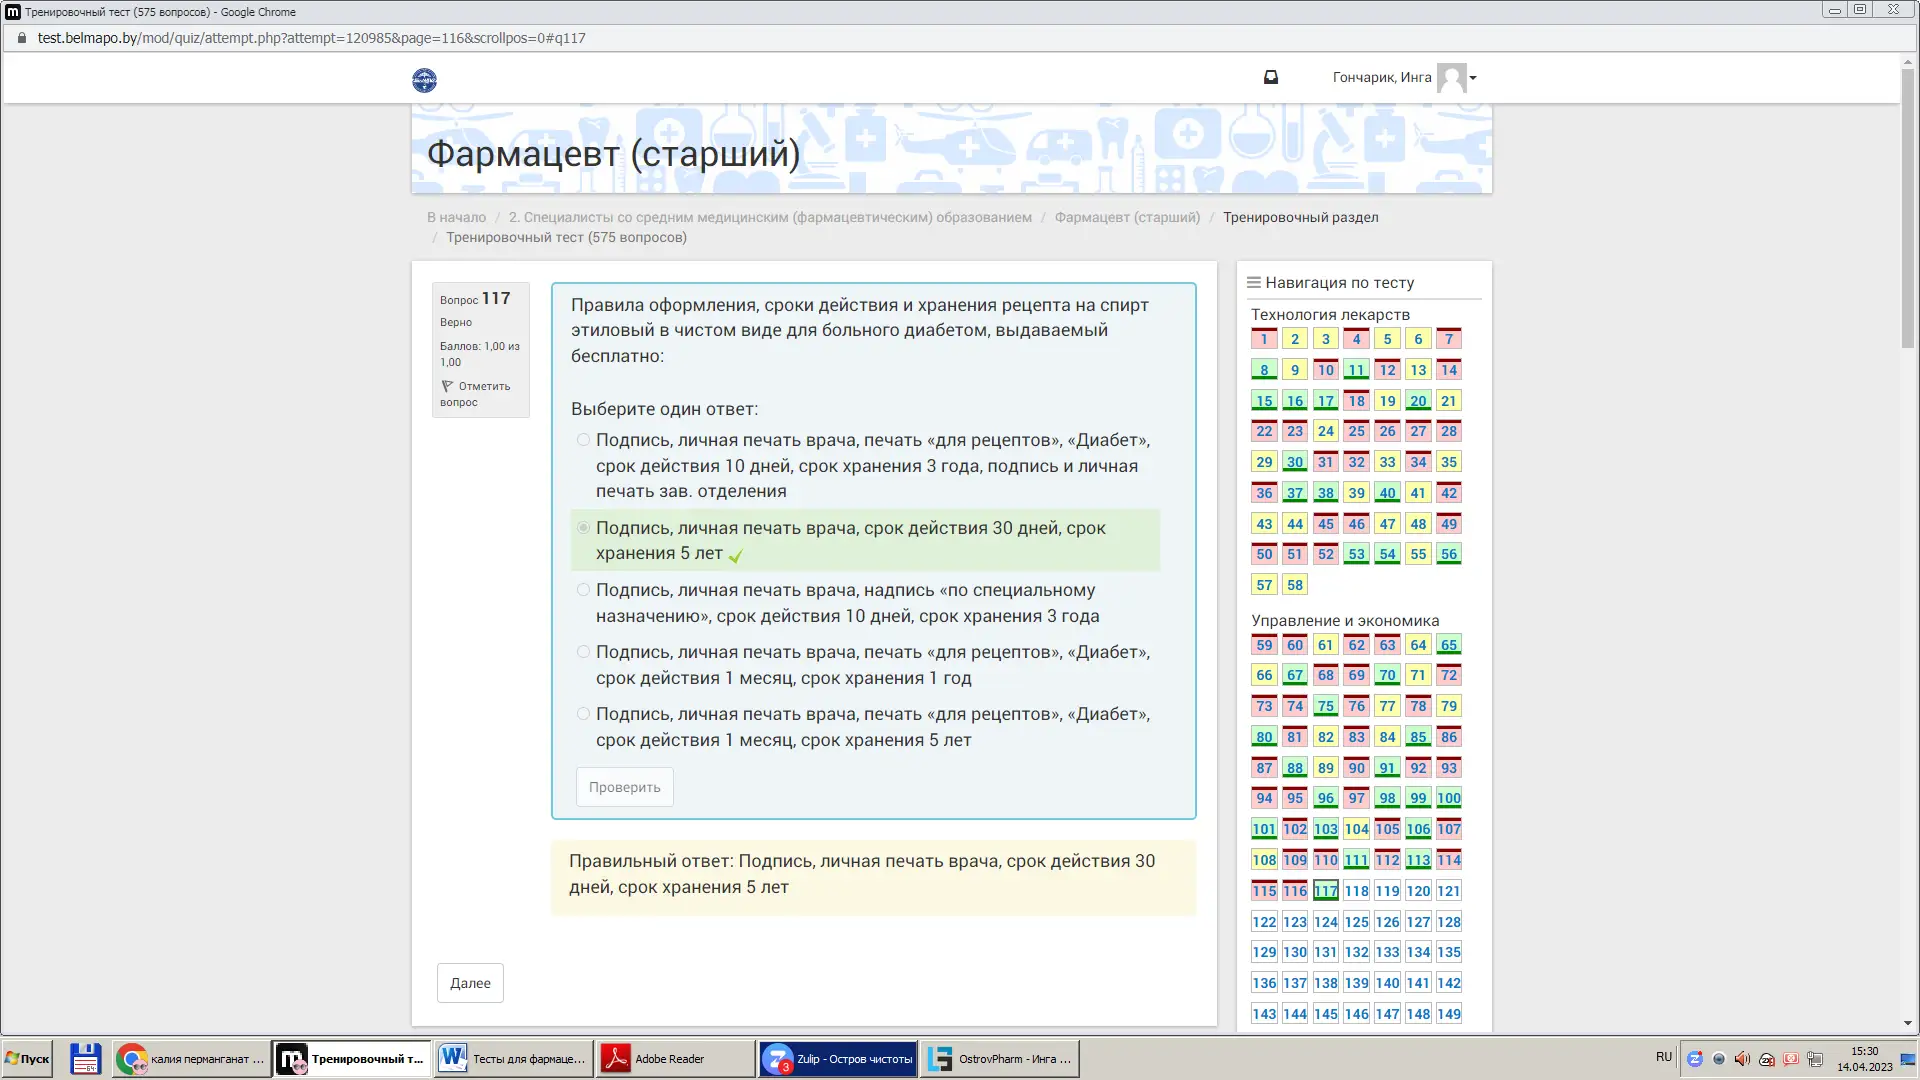 Тренировочный тест (575 вопросов) - Google Chrome
test.belmapo.by/mod/quiz/attempt.php?attempt=120985&page=116&scrollpos=0#q117
Гончарик, Инга
Фармацевт (старший)
В начало / 2. Специалисты со средним медицинским (фармацевтическим) образованием / Фармацевт (старший) / Тренировочный раздел
/ Тренировочный тест (575 вопросов)
Вопрос 117
Верно
Баллов: 1,00 из
1,00
Отметить
вопрос
Правила оформления, сроки действия и хранения рецепта на спирт
этиловый в чистом виде для больного диабетом, выдаваемый
бесплатно:
Выберите один ответ:
Подпись, личная печать врача, печать «для рецептов», «Диабет»,
срок действия 10 дней, срок хранения 3 года, подпись и личная
печать зав. отделения
Подпись, личная печать врача, срок действия 30 дней, срок
хранения 5 лет
Подпись, личная печать врача, надпись «по специальному
назначению», срок действия 10 дней, срок хранения 3 года
Подпись, личная печать врача, печать «для рецептов», «Диабет»,
срок действия 1 месяц, срок хранения 1 год
Подпись, личная печать врача, печать «для рецептов», «Диабет»,
срок действия 1 месяц, срок хранения 5 лет
Проверить
Правильный ответ: Подпись, личная печать врача, срок действия 30
дней, срок хранения 5 лет
Далее
Навигация по тесту
Технология лекарств
1 2 3 4 5 6 7
8 9 10 11 12 13 14
15 16 17 18 19 20 21
22 23 24 25 26 27 28
29 30 31 32 33 34 35
36 37 38 39 40 41 42
43 44 45 46 47 48 49
50 51 52 53 54 55 56
57 58
Управление и экономика
59 60 61 62 63 64 65
66 67 68 69 70 71 72
73 74 75 76 77 78 79
80 81 82 83 84 85 86
87 88 89 90 91 92 93
94 95 96 97 98 99 100
101 102 103 104 105 106 107
108 109 110 111 112 113 114
115 116 117 118 119 120 121
122 123 124 125 126 127 128
129 130 131 132 133 134 135
136 137 138 139 140 141 142
143 144 145 146 147 148 149
Пуск
калия перманганат ...
Тренировочный т...
Тесты для фармаце...
Adobe Reader
3
Zulip - Остров чистоты
OstrovPharm - Инга ...
RU
15:30
14.04.2023